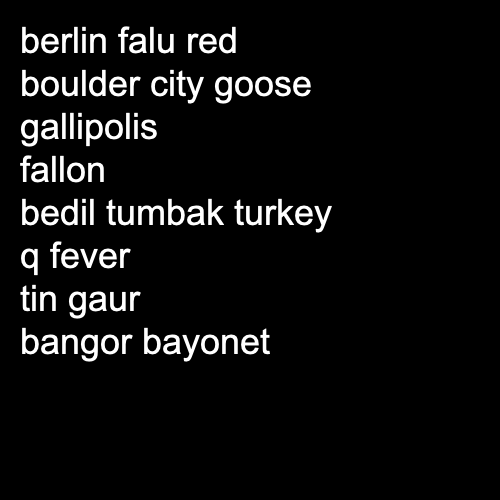 berlin falu red
boulder city goose
gallipolis
fallon
bedil tumbak turkey
q fever
tin gaur
bangor bayonet